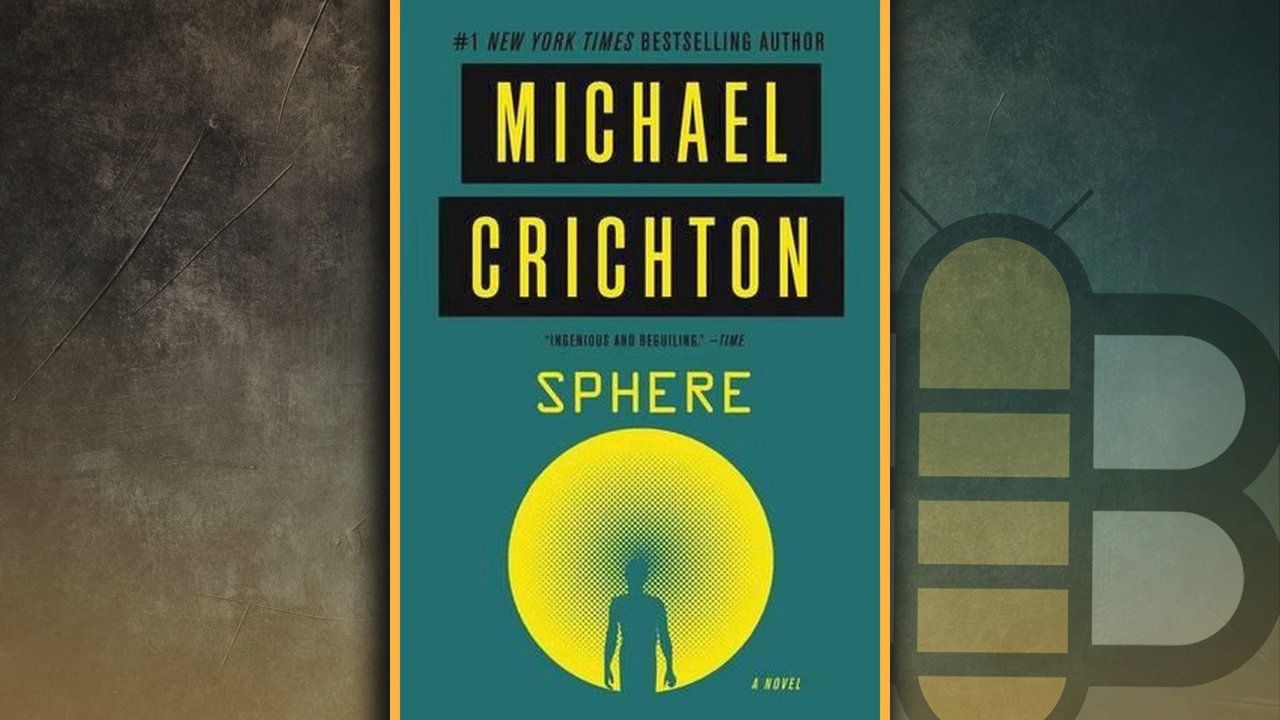 #1 NEW YORK TIMES BESTSELLING AUTHOR
MICHAEL
CRICHTON
"INGENIOUS AND BEGUILING." —TIME
SPHERE
A NOVEL